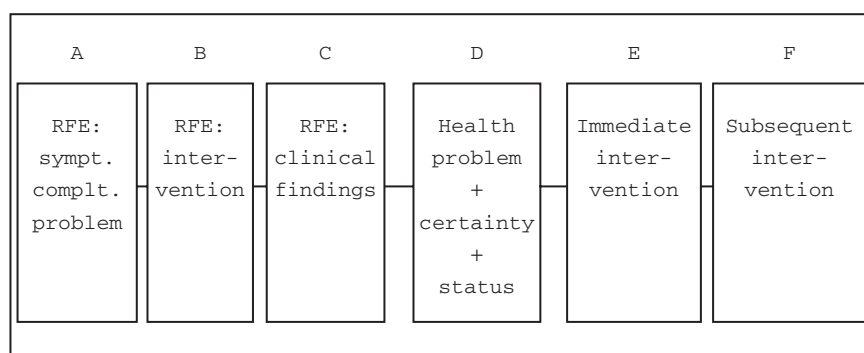 A B C D E F
RFE:
sympt.
complt.
problem
RFE:
inter-
vention
RFE:
clinical
findings
Health
problem
+
certainty
+
status
Immediate
inter-
vention
Subsequent
inter-
vention